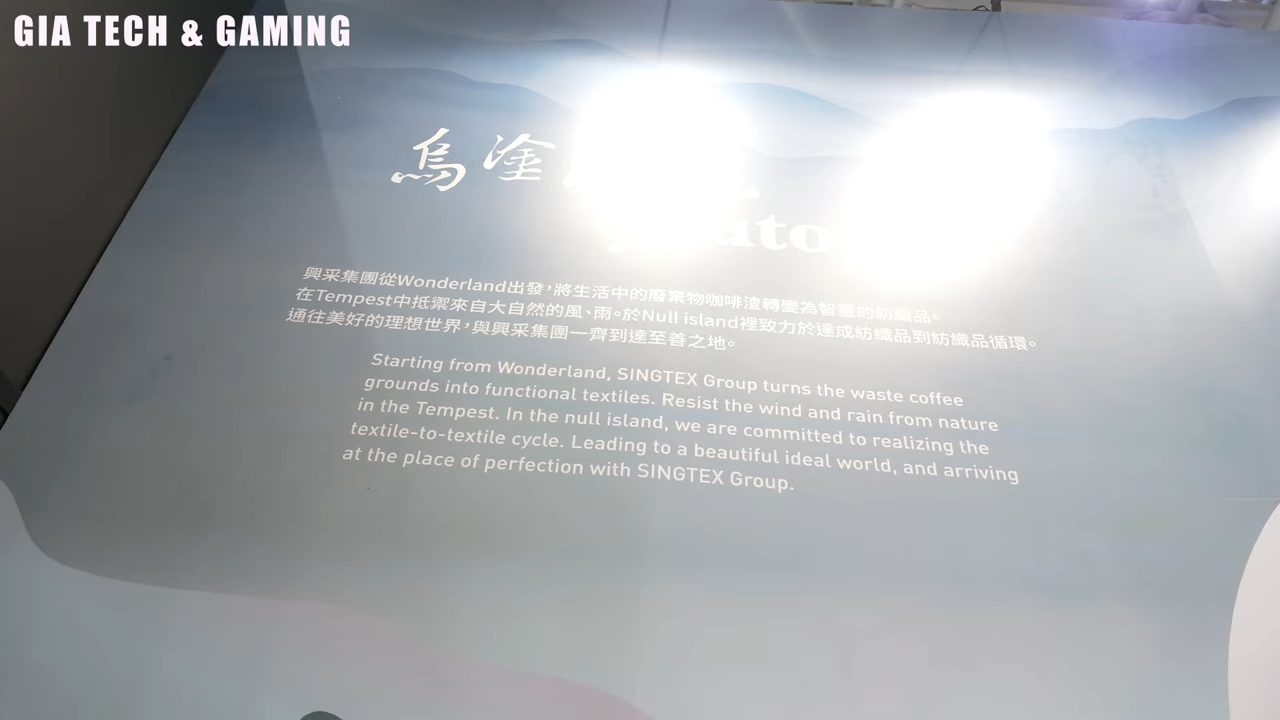 GIA TECH & GAMING
烏塗
興采集團從Wonderland出發，將生活中的廢棄物咖啡渣轉變為智慧的紡織品。
在Tempest中抵禦來自大自然的風、雨。於Null island裡致力於達成紡織品到紡織品循環。
通往美好的理想世界，與興采集團一齊到達至善之地。
Starting from Wonderland, SINGTEX Group turns the waste coffee
grounds into functional textiles. Resist the wind and rain from nature
in the Tempest. In the null island, we are committed to realizing the
textile-to-textile cycle. Leading to a beautiful ideal world, and arriving
at the place of perfection with SINGTEX Group.